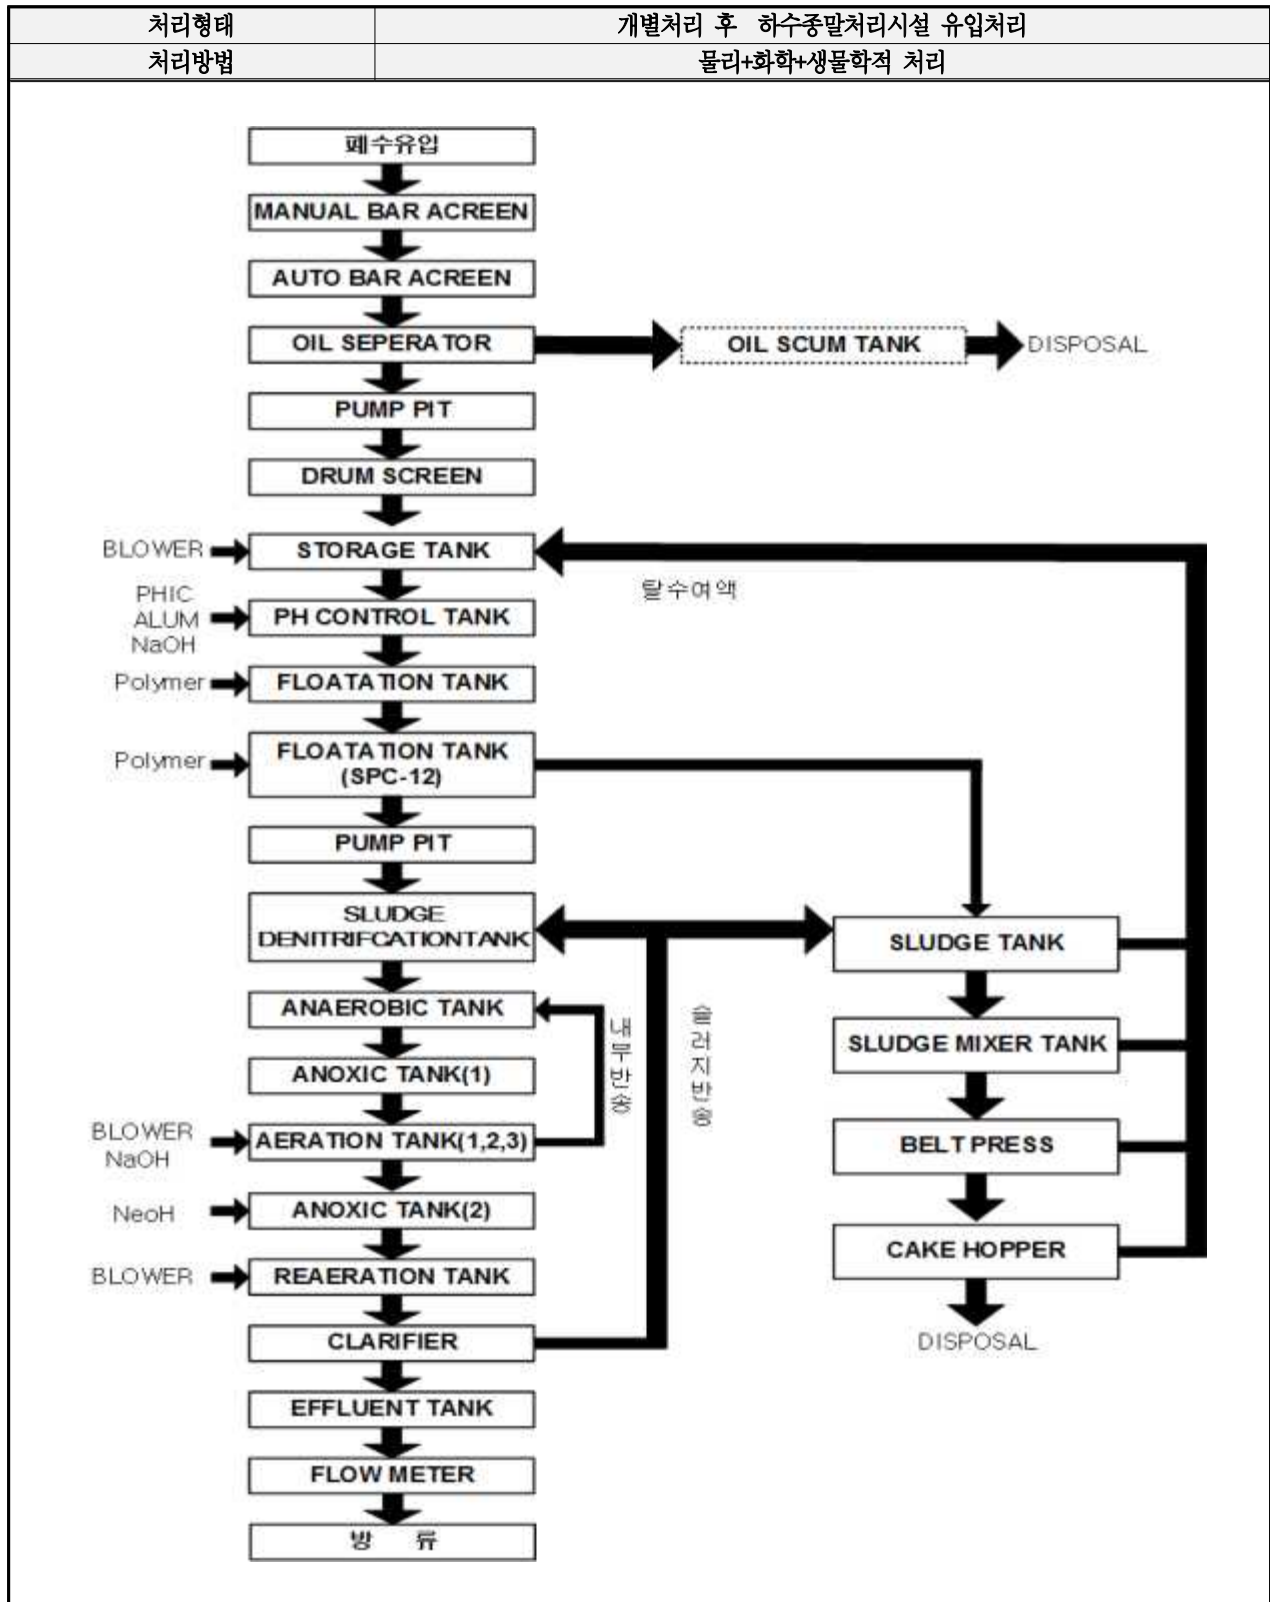 처리형태 개별처리 후 하수종말처리시설 유입처리
처리방법 물리+화학+생물학적 처리
폐수유입
MANUAL BAR ACREEN
AUTO BAR ACREEN
OIL SEPERATOR OIL SCUM TANK DISPOSAL
PUMP PIT
DRUM SCREEN
BLOWER STORAGE TANK
탈수여액
PHIC
ALUM
NaOH
PH CONTROL TANK
Polymer FLOATATION TANK
Polymer FLOATATION TANK
(SPC-12)
PUMP PIT
SLUDGE
DENITRIFCATIONTANK
ANAEROBIC TANK
ANOXIC TANK(1)
BLOWER
NaOH
AERATION TANK(1,2,3)
내부반송
슬러지반송
NeoH ANOXIC TANK(2)
BLOWER REAERATION TANK
CLARIFIER
EFFLUENT TANK
FLOW METER
방 류
SLUDGE TANK
SLUDGE MIXER TANK
BELT PRESS
CAKE HOPPER
DISPOSAL